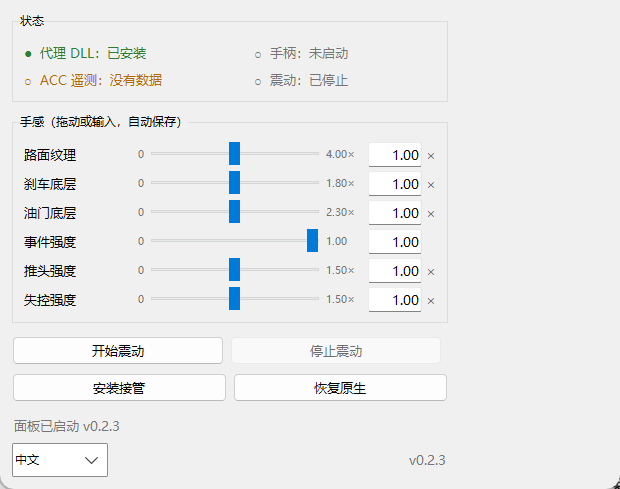 状态
● 代理 DLL：已安装 ○ 手柄：未启动
○ ACC 遥测：没有数据 ○ 震动：已停止
手感（拖动或输入，自动保存）
路面纹理 0 4.00× 1.00 ×
刹车底层 0 1.80× 1.00 ×
油门底层 0 2.30× 1.00 ×
事件强度 0 1.00 1.00
推头强度 0 1.50× 1.00 ×
失控强度 0 1.50× 1.00 ×
开始震动 停止震动
安装接管 恢复原生
面板已启动 v0.2.3
中文 v0.2.3